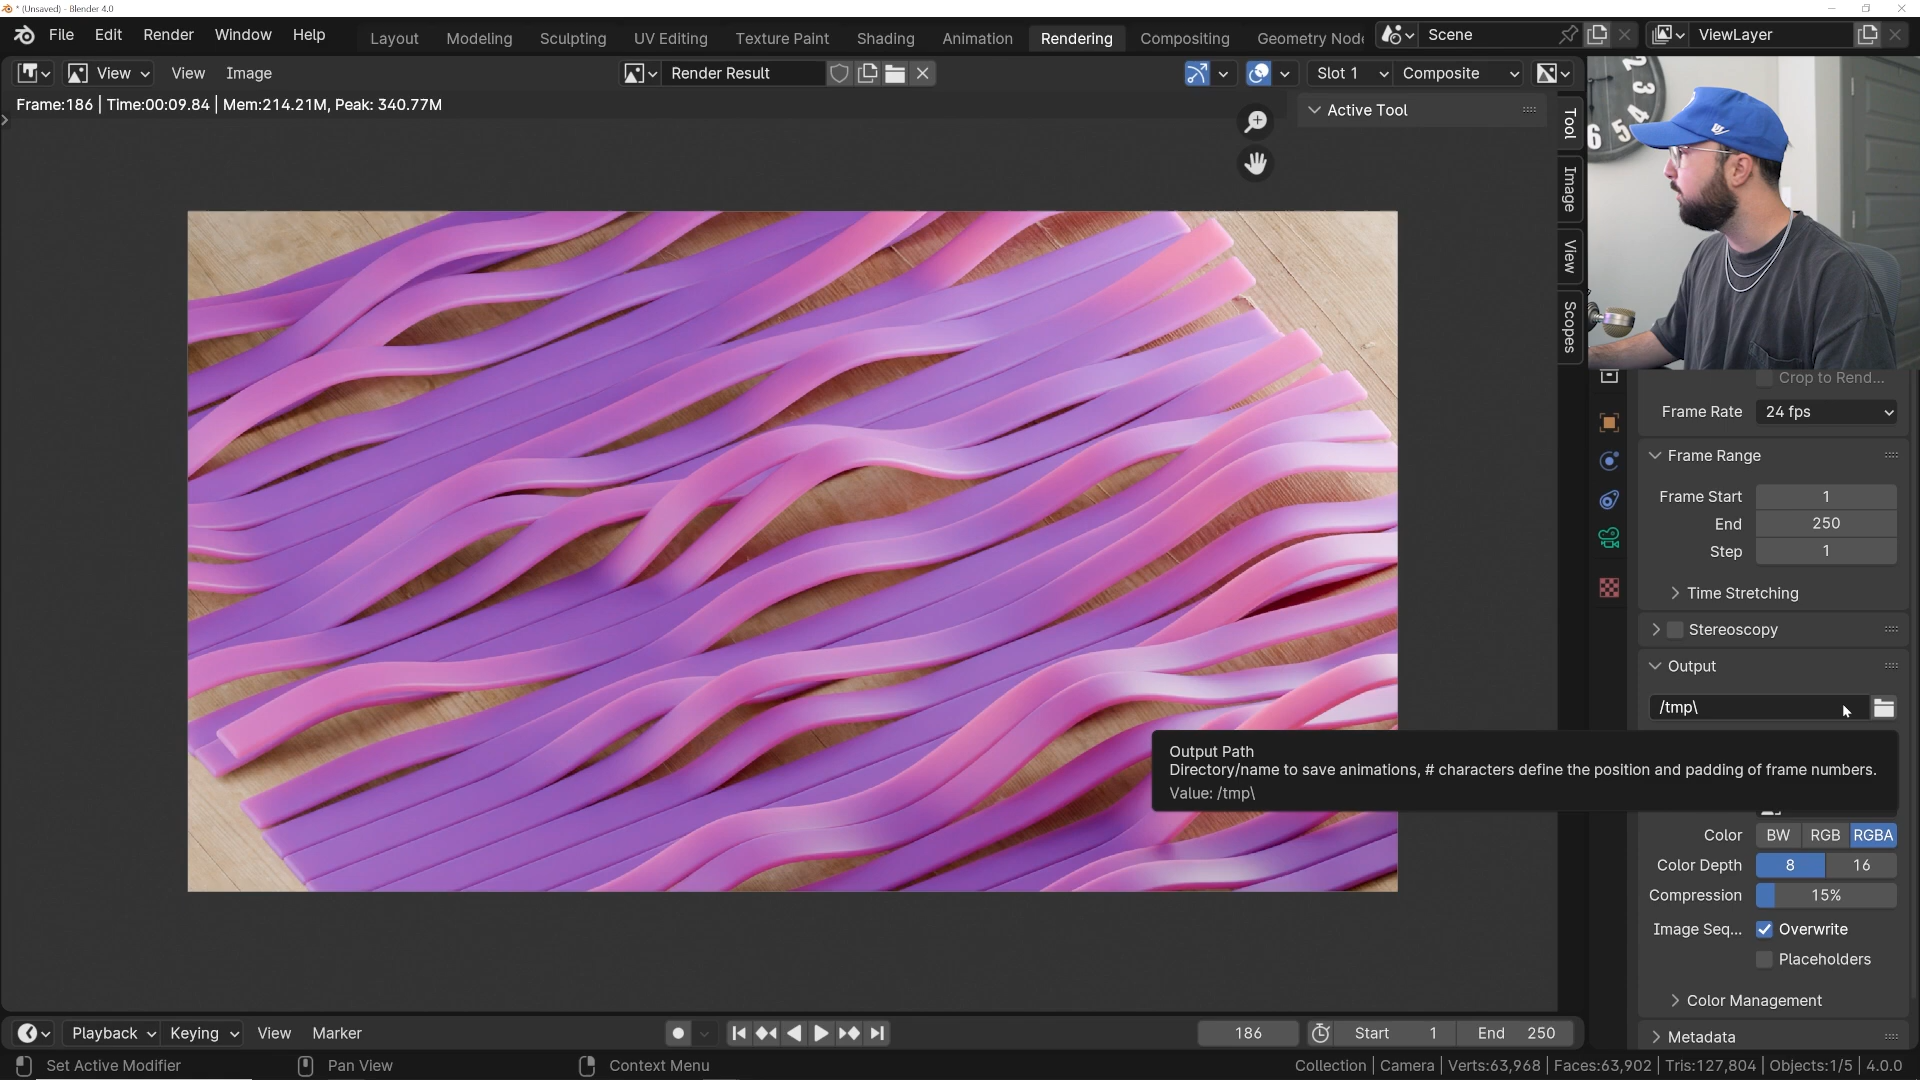 * (Unsaved) - Blender 4.0
File Edit Render Window Help
Layout Modeling Sculpting UV Editing Texture Paint Shading Animation Rendering Compositing Geometry Node
Scene
ViewLayer
View View Image
Render Result
Slot 1 Composite
Frame:186 | Time:00:09.84 | Mem:214.21M, Peak: 340.77M
Active Tool
Tool
Image
View
Scopes
2
3
4
5
6
Crop to Rend...
Frame Rate 24 fps
Frame Range
Frame Start 1
End 250
Step 1
Time Stretching
Stereoscopy
Output
/tmp\
Output Path
Directory/name to save animations, # characters define the position and padding of frame numbers.
Value: /tmp\
Color BW RGB RGBA
Color Depth 8 16
Compression 15%
Image Seq... Overwrite
Placeholders
Color Management
Metadata
Playback Keying View Marker
186 Start 1 End 250
Set Active Modifier Pan View Context Menu
Collection | Camera | Verts:63,968 | Faces:63,902 | Tris:127,804 | Objects:1/5 | 4.0.0